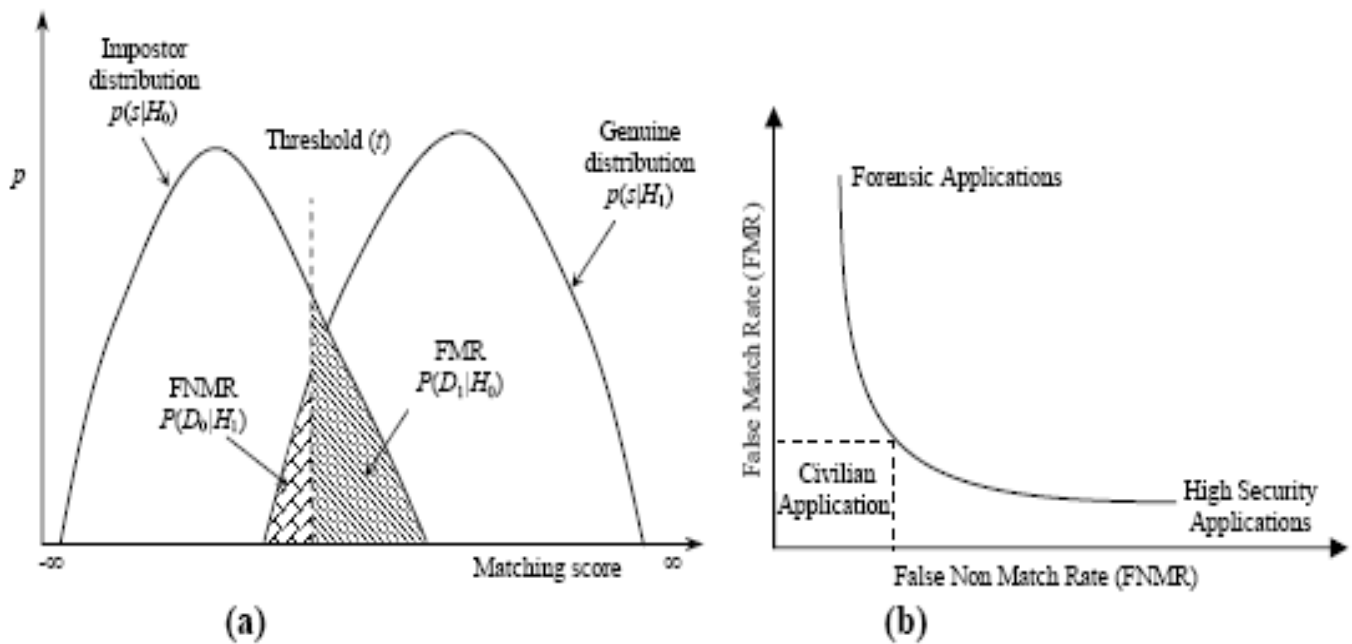 p
Impostor
distribution
p(s|H₀)
Threshold (t)
Genuine
distribution
p(s|H₁)
p
FNMR
P(D₀|H₁)
FMR
P(D₁|H₀)
-∞
Matching score
∞
(a)
False Match Rate (FMR)
Forensic Applications
Civilian
Application
High Security
Applications
False Non Match Rate (FNMR)
(b)